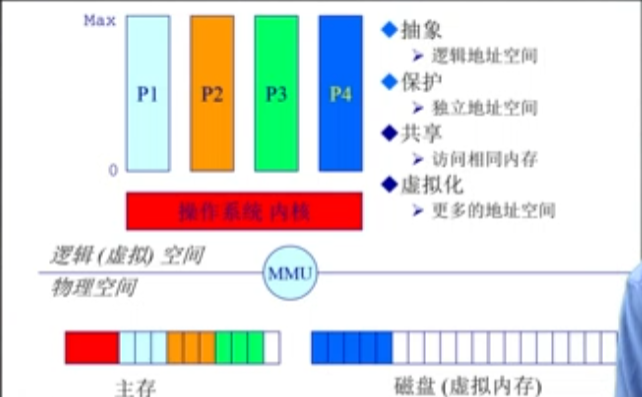 Max
P1
P2
P3
P4
0
操作系统 内核
◆抽象
➢ 逻辑地址空间
◆保护
➢ 独立地址空间
◆共享
➢ 访问相同内存
◆虚拟化
➢ 更多的地址空间
逻辑 (虚拟) 空间
MMU
物理空间
主存
磁盘 (虚拟内存)